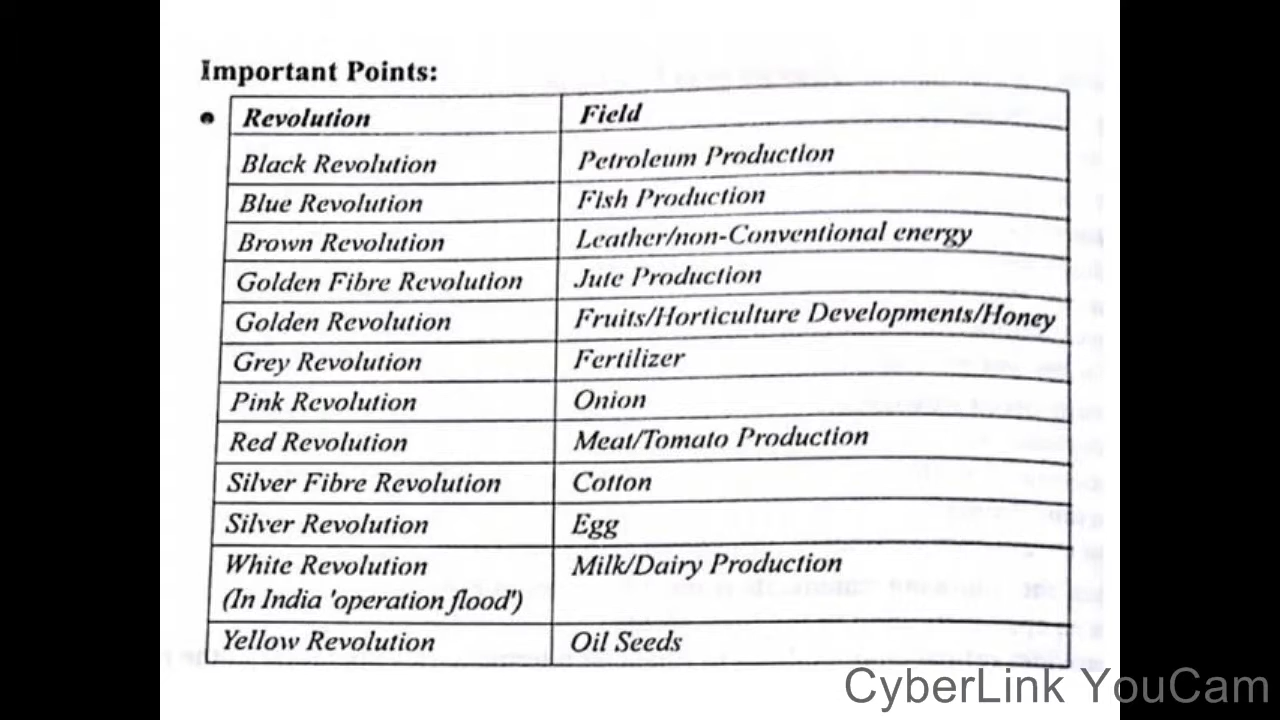 Important Points:
• Revolution Field
Black Revolution Petroleum Production
Blue Revolution Fish Production
Brown Revolution Leather/non-Conventional energy
Golden Fibre Revolution Jute Production
Golden Revolution Fruits/Horticulture Developments/Honey
Grey Revolution Fertilizer
Pink Revolution Onion
Red Revolution Meat/Tomato Production
Silver Fibre Revolution Cotton
Silver Revolution Egg
White Revolution Milk/Dairy Production
(In India 'operation flood')
Yellow Revolution Oil Seeds
CyberLink YouCam